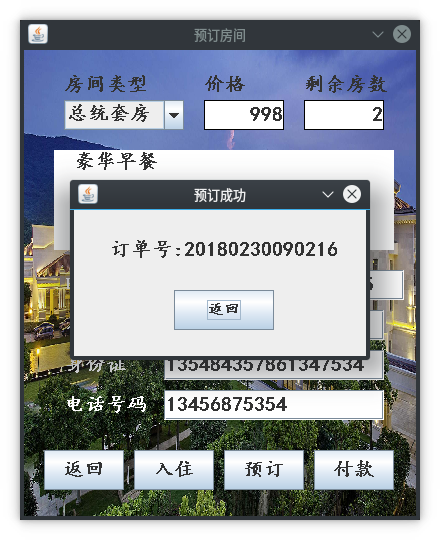 预订房间
房间类型 价格 剩余房数
总统套房 998 2
豪华早餐
预订成功
订单号:20180230090216
返回
身份证 135484357861347534
电话号码 13456875354
返回 入住 预订 付款